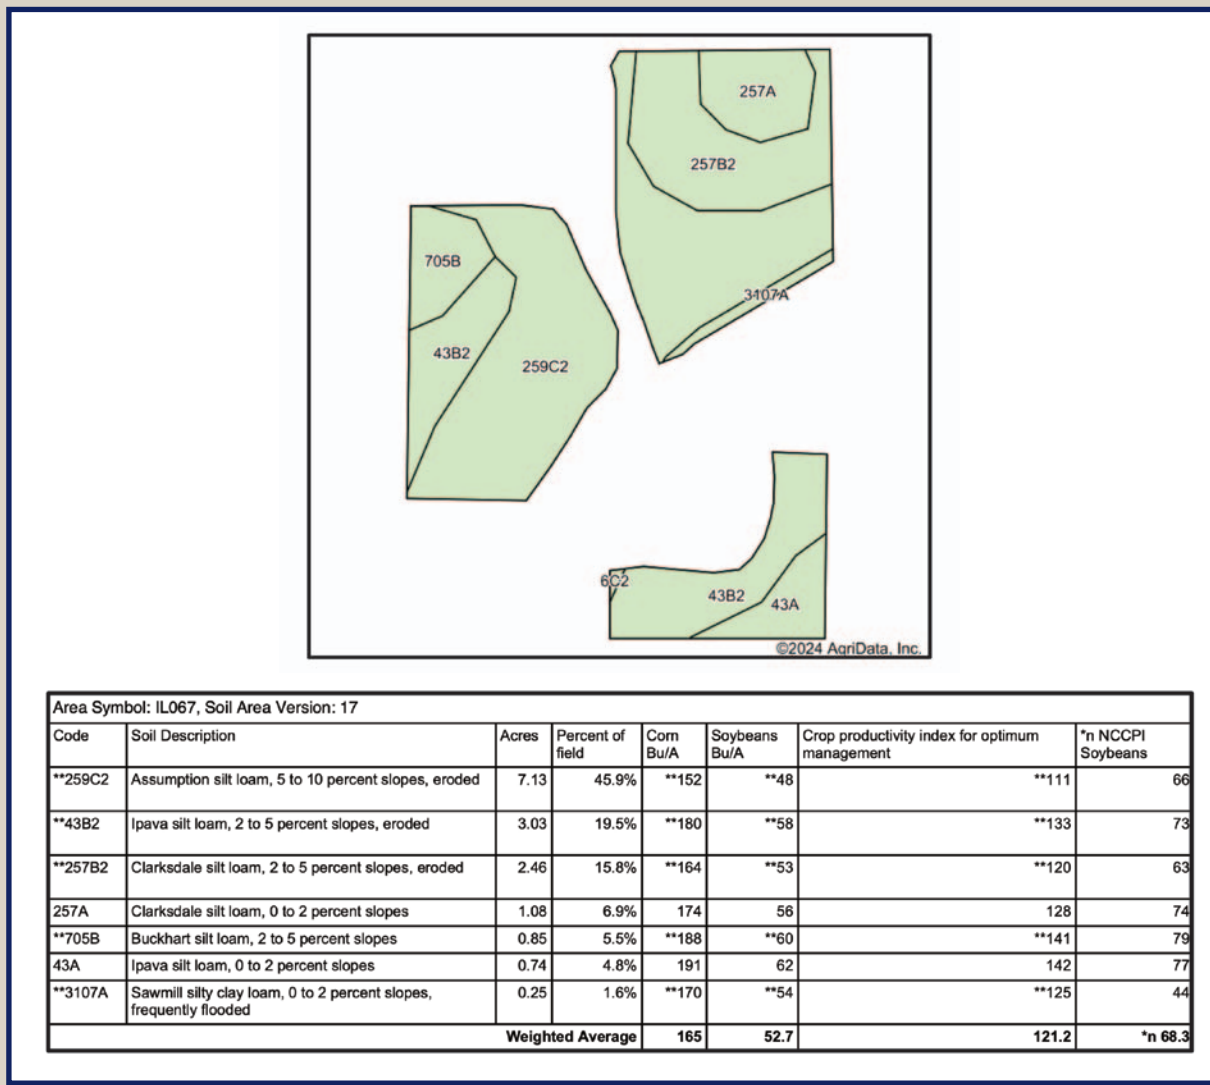 257A
257B2
705B
3107A
43B2
259C2
6C2
43B2
43A
©2024 AgriData, Inc.
Area Symbol: IL067, Soil Area Version: 17
Code Soil Description Acres Percent of field Corn Bu/A Soybeans Bu/A Crop productivity index for optimum management *n NCCPI Soybeans
**259C2 Assumption silt loam, 5 to 10 percent slopes, eroded 7.13 45.9% **152 **48 **111 66
**43B2 Ipava silt loam, 2 to 5 percent slopes, eroded 3.03 19.5% **180 **58 **133 73
**257B2 Clarksdale silt loam, 2 to 5 percent slopes, eroded 2.46 15.8% **164 **53 **120 63
257A Clarksdale silt loam, 0 to 2 percent slopes 1.08 6.9% 174 56 128 74
**705B Buckhart silt loam, 2 to 5 percent slopes 0.85 5.5% **188 **60 **141 79
43A Ipava silt loam, 0 to 2 percent slopes 0.74 4.8% 191 62 142 77
**3107A Sawmill silty clay loam, 0 to 2 percent slopes, frequently flooded 0.25 1.6% **170 **54 **125 44
Weighted Average 165 52.7 121.2 *n 68.3